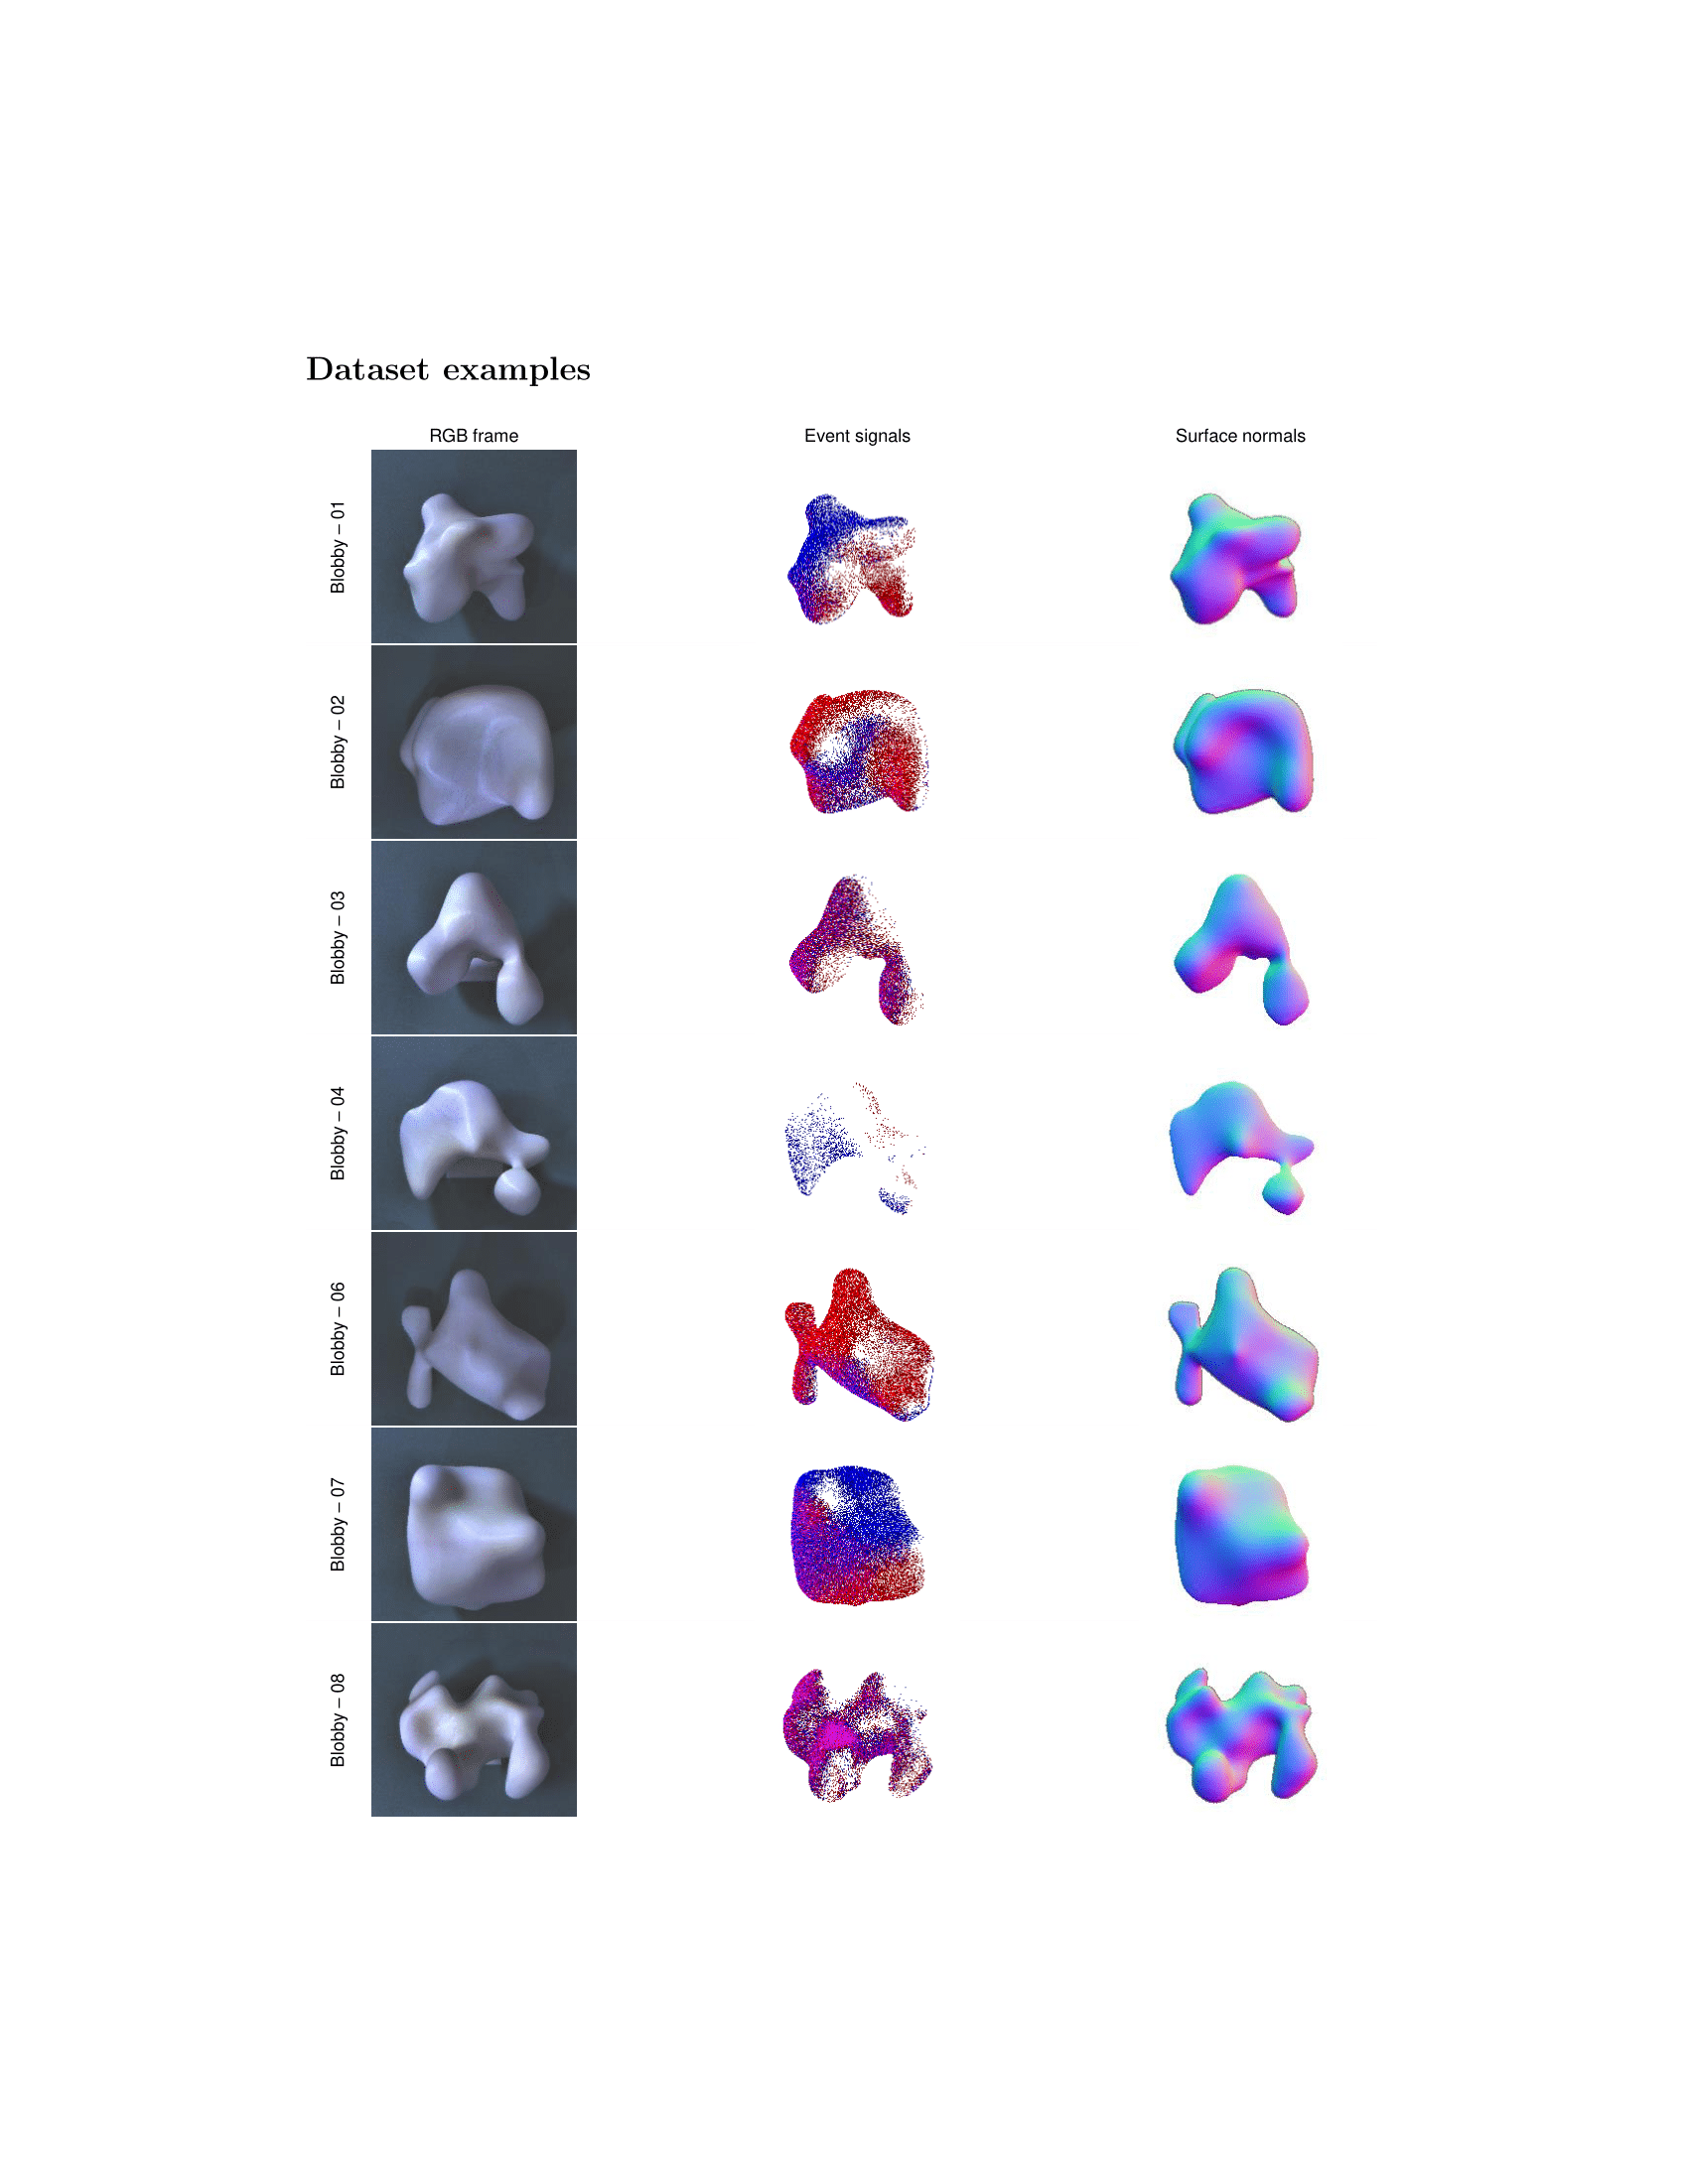 Dataset examples
RGB frame Event signals Surface normals
Blobby – 01
Blobby – 02
Blobby – 03
Blobby – 04
Blobby – 06
Blobby – 07
Blobby – 08